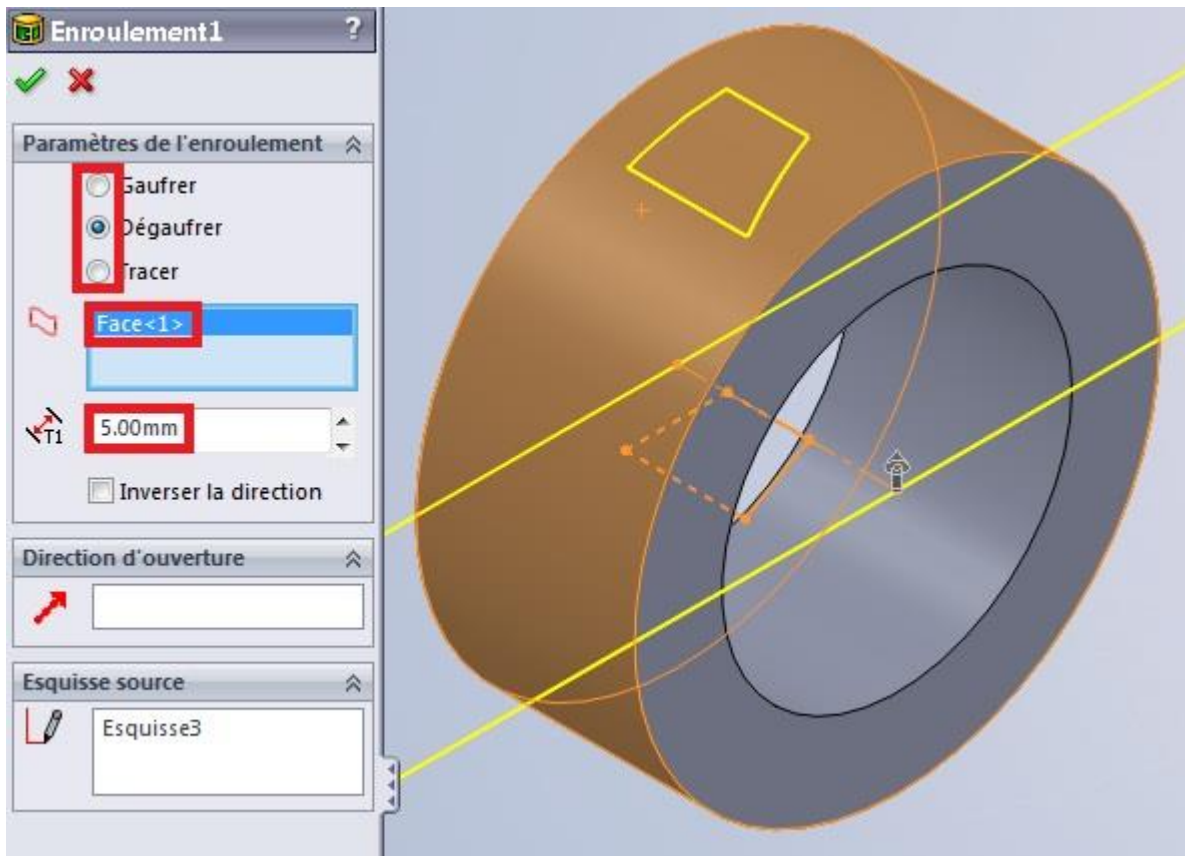 Enroulement1 ?
Paramètres de l'enroulement
Gaufrer
Dégaufrer
Tracer
Face<1>
T1
5.00mm
Inverser la direction
Direction d'ouverture
Esquisse source
Esquisse3